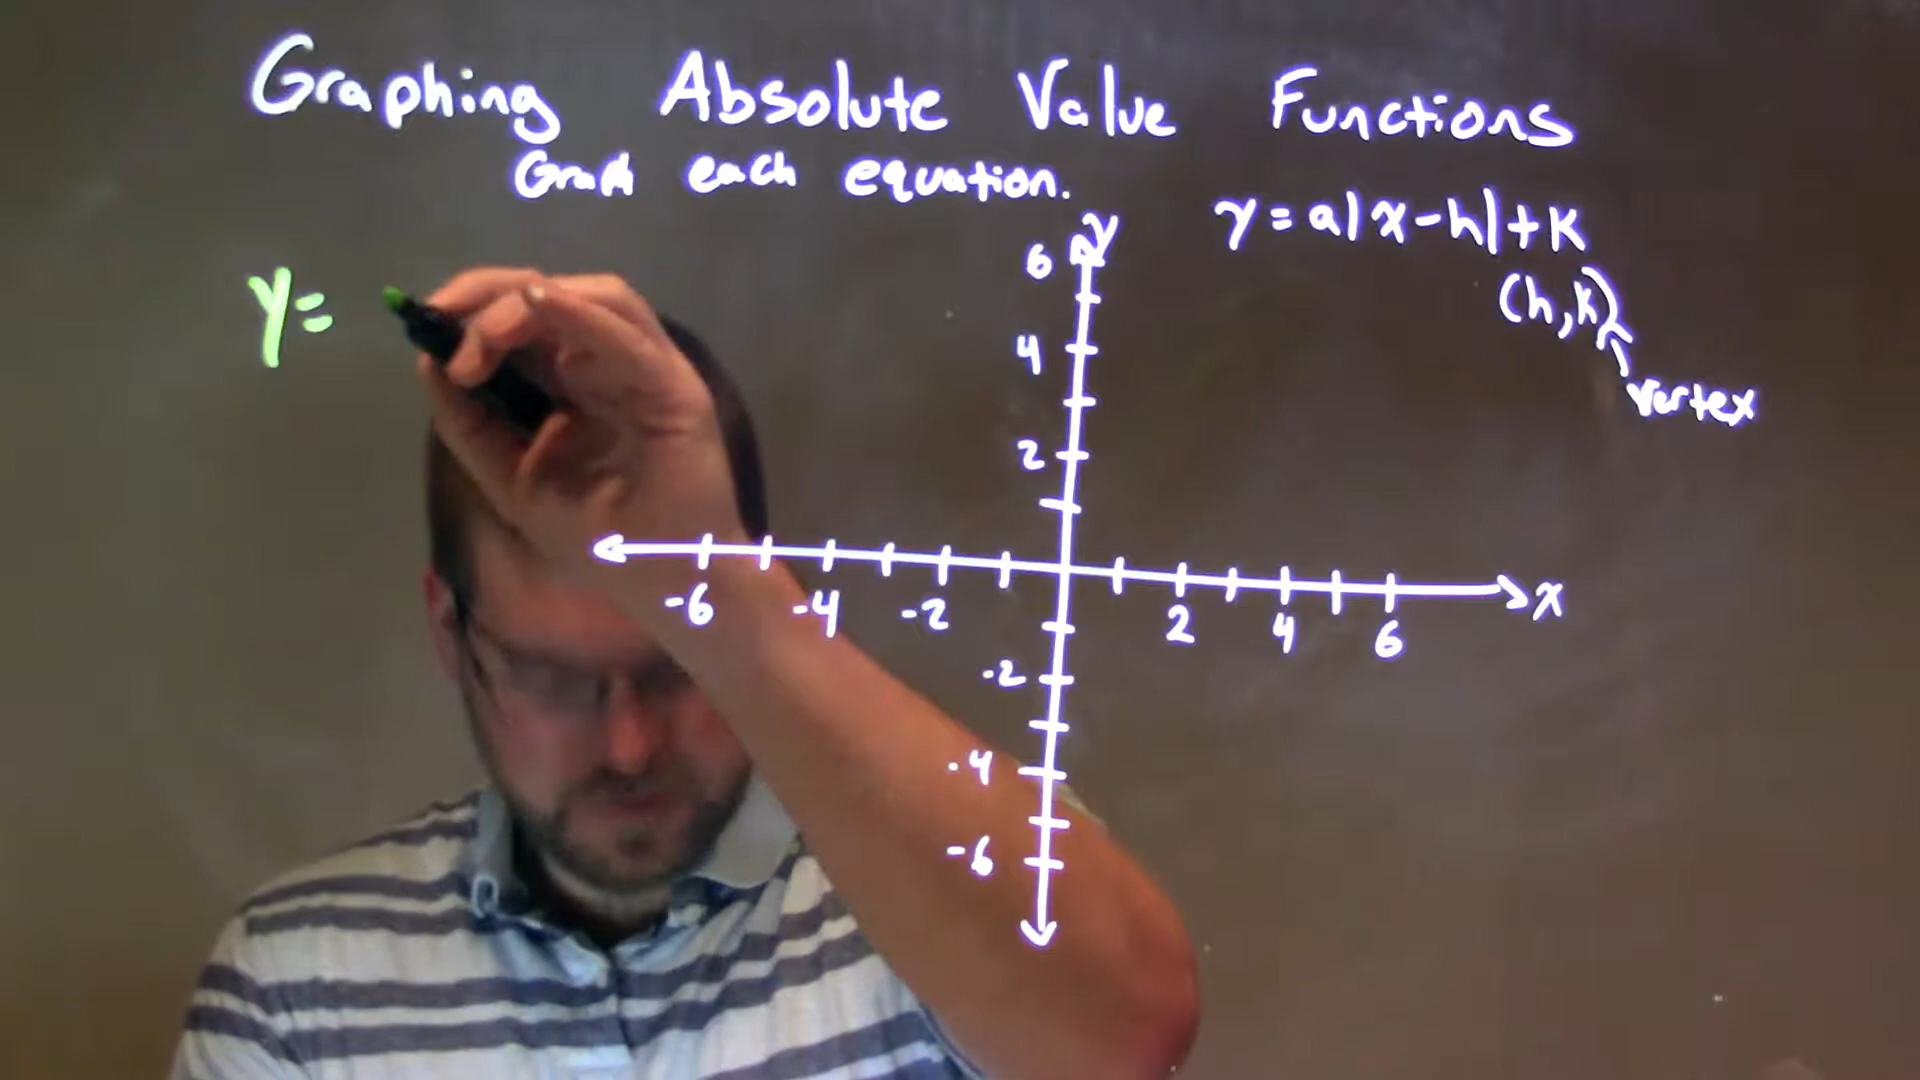 Graphing Absolute Value Functions
Graph each equation.
y = a|x-h|+k
(h,k)
vertex
y=
y
6
4
2
-6 -4 -2 2 4 6 x
-2
-4
-6